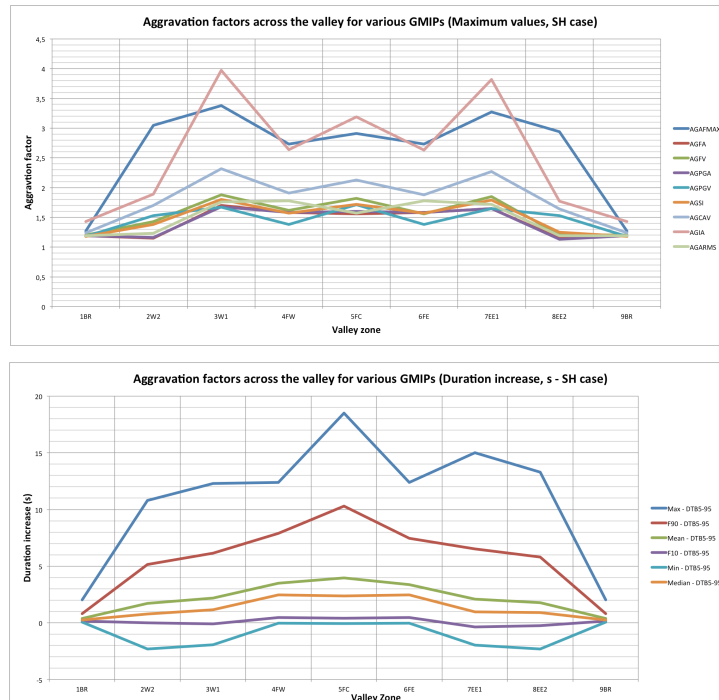 Aggravation factors across the valley for various GMIPs (Maximum values, SH case)
4,5
4
3,5
3
2,5
2
1,5
1
0,5
0
Aggravation factor
1BR 2W2 3W1 4FW 5FC 6FE 7EE1 8EE2 9BR
Valley zone
AGAFMAX
AGFA
AGFV
AGPGA
AGPGV
AGSI
AGCAV
AGIA
AGARMS
Aggravation factors across the valley for various GMIPs (Duration increase, s - SH case)
20
15
10
5
0
-5
Duration increase (s)
1BR 2W2 3W1 4FW 5FC 6FE 7EE1 8EE2 9BR
Valley Zone
Max - DTB5-95
F90 - DTB5-95
Mean - DTB5-95
F10 - DTB5-95
Min - DTB5-95
Median - DTB5-95